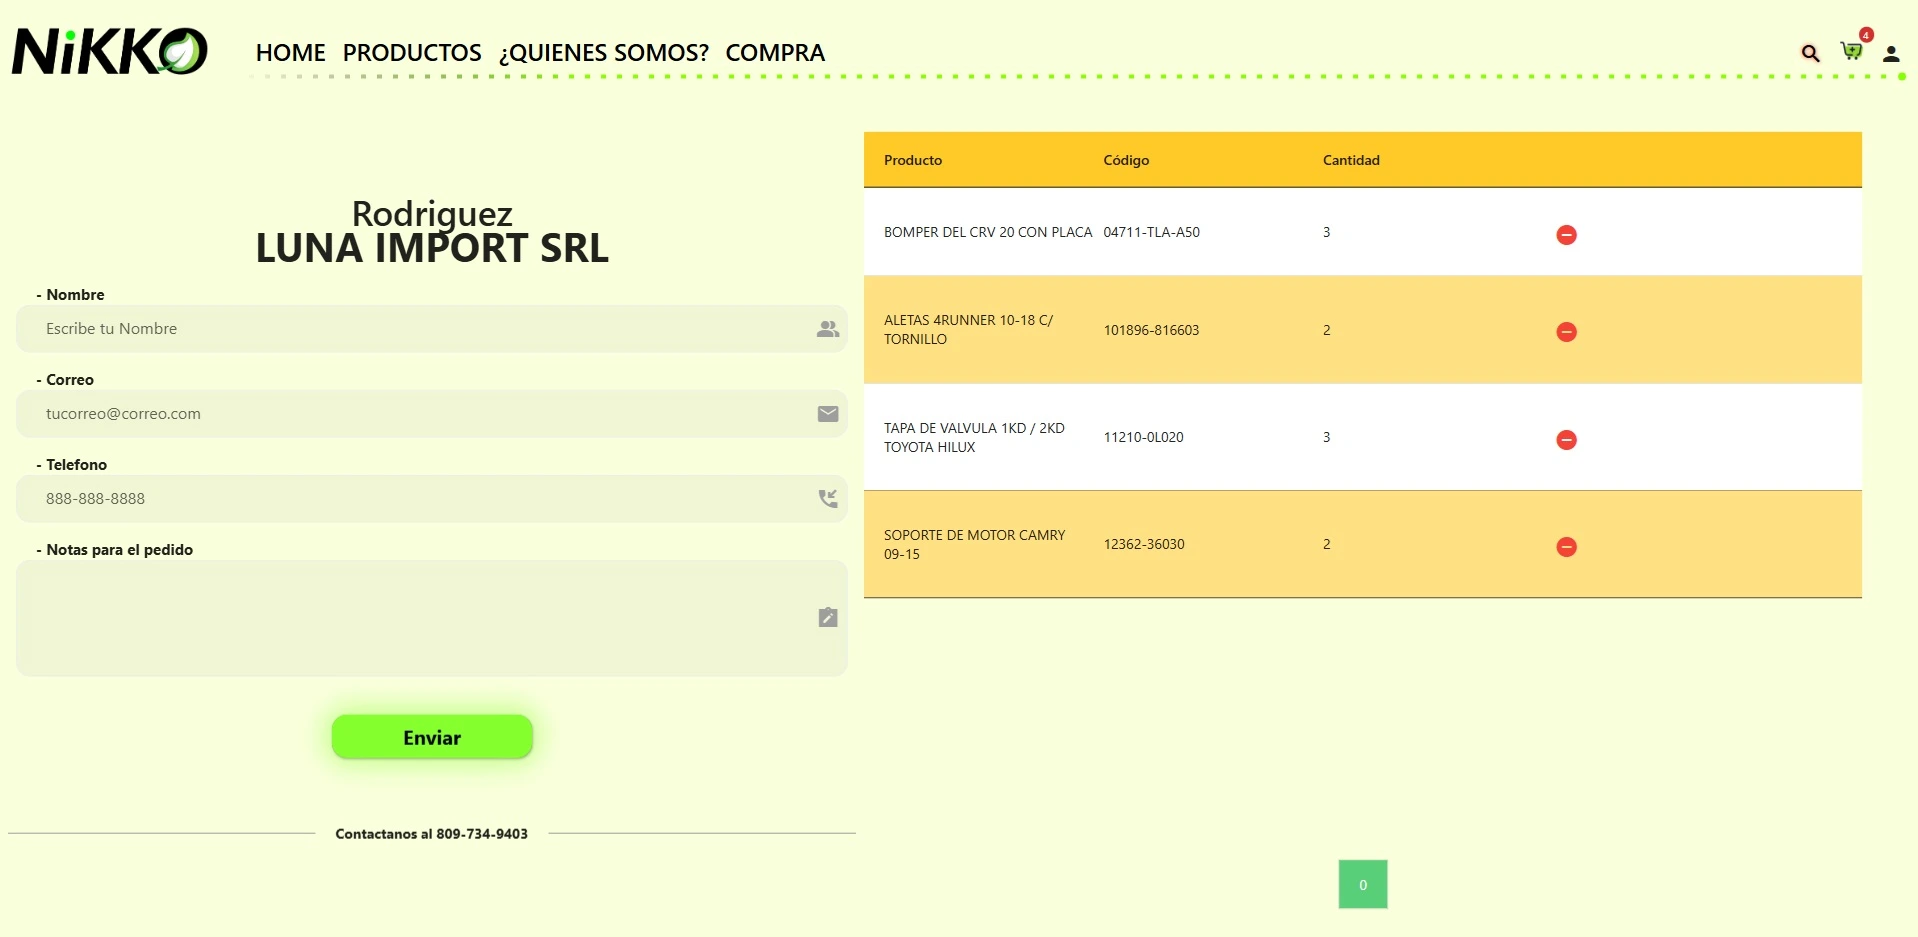 NiKKO
HOME PRODUCTOS ¿QUIENES SOMOS? COMPRA
4
Rodriguez
LUNA IMPORT SRL
- Nombre
Escribe tu Nombre
- Correo
tucorreo@correo.com
- Telefono
888-888-8888
- Notas para el pedido
Enviar
Contactanos al 809-734-9403
Producto Código Cantidad
BOMPER DEL CRV 20 CON PLACA 04711-TLA-A50 3
ALETAS 4RUNNER 10-18 C/
TORNILLO 101896-816603 2
TAPA DE VALVULA 1KD / 2KD
TOYOTA HILUX 11210-0L020 3
SOPORTE DE MOTOR CAMRY
09-15 12362-36030 2
0